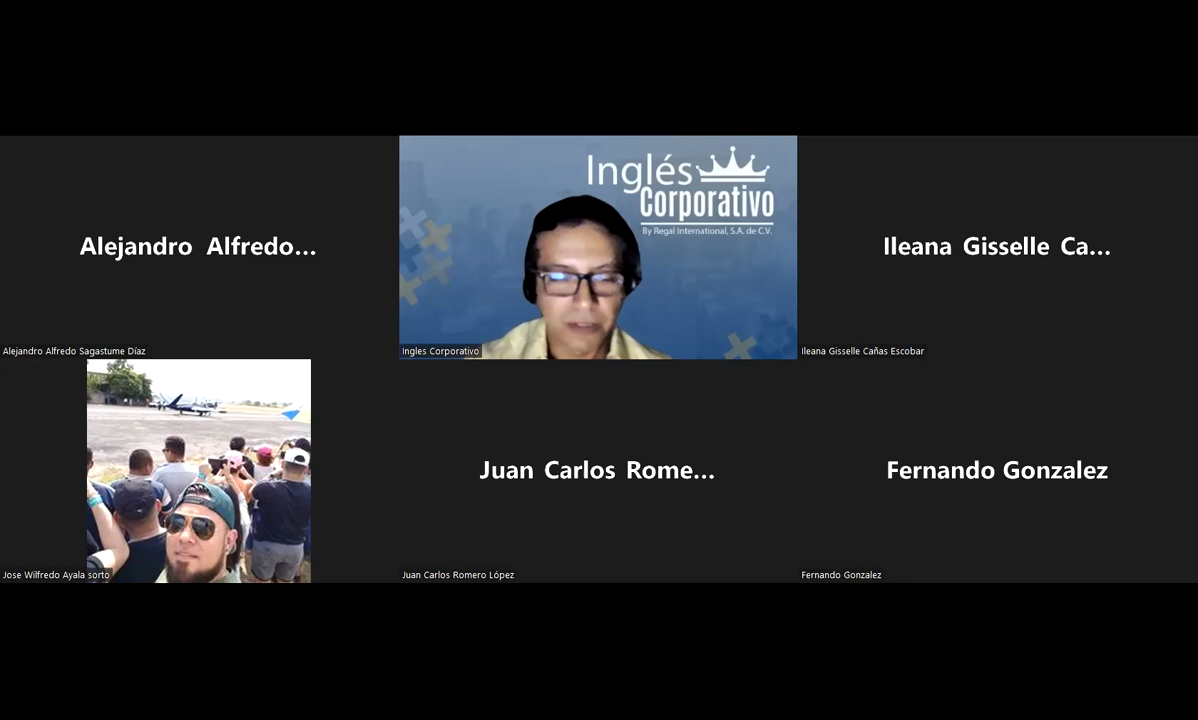 Alejandro Alfredo...
Alejandro Alfredo Sagastume Díaz
Inglés
Corporativo
By Regal International, S.A. de C.V.
Ingles Corporativo
Ileana Gisselle Ca...
Ileana Gisselle Cañas Escobar
Jose Wilfredo Ayala sorto
Juan Carlos Rome...
Juan Carlos Romero López
Fernando Gonzalez
Fernando Gonzalez